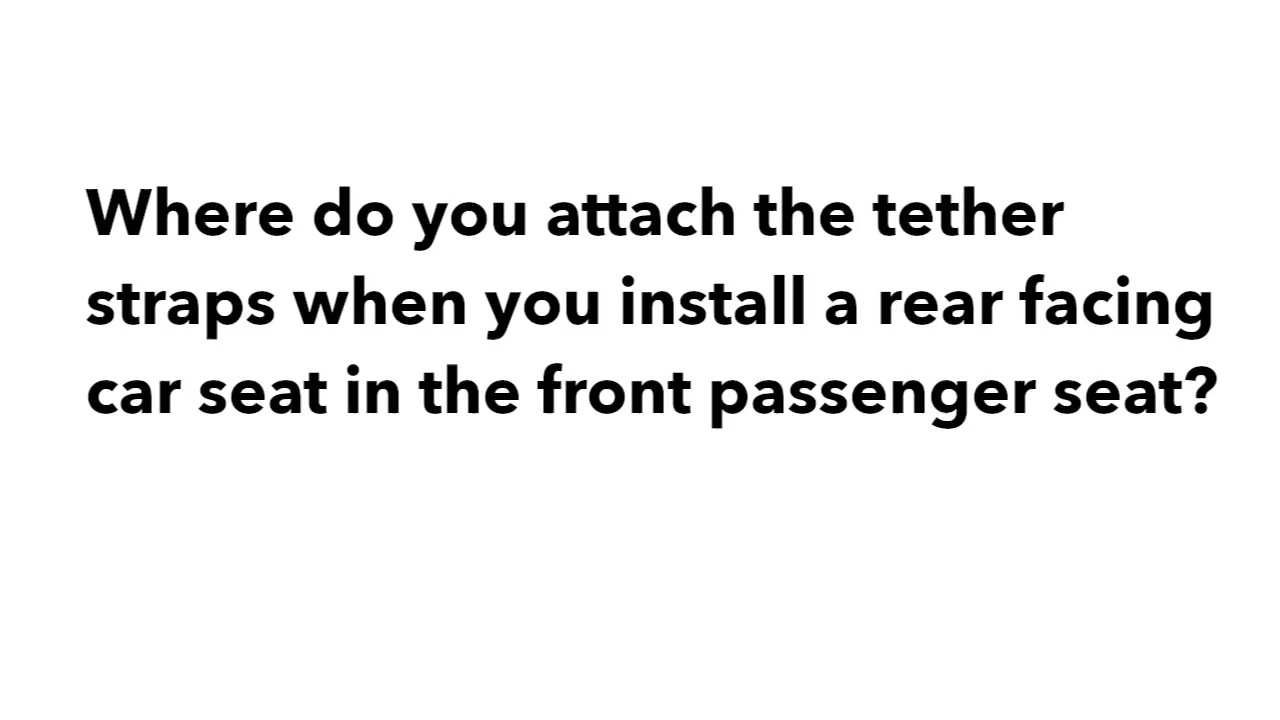 Where do you attach the tether
straps when you install a rear facing
car seat in the front passenger seat?